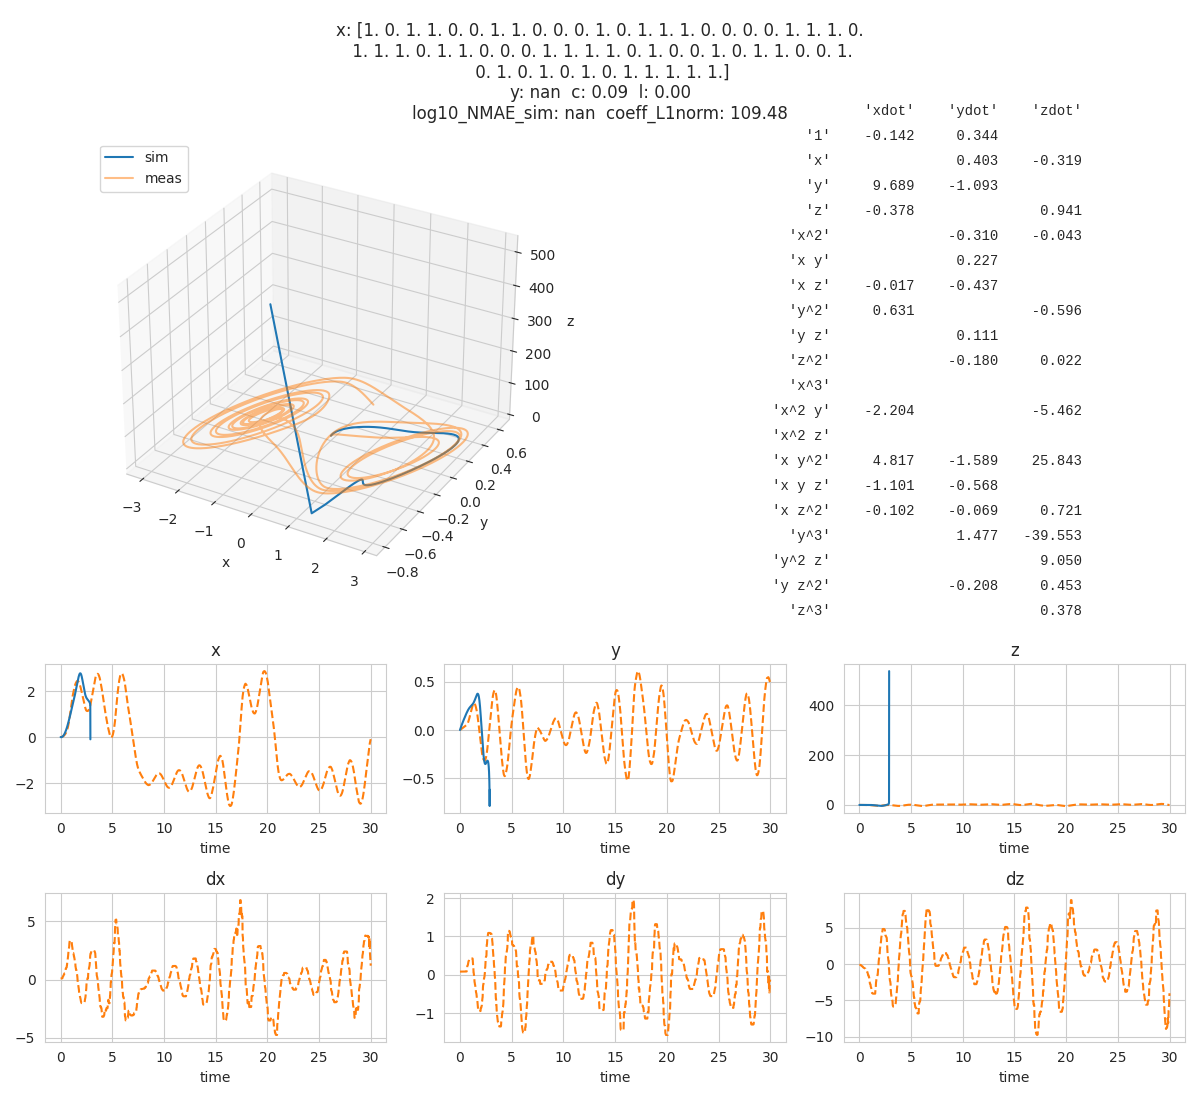 x: [1. 0. 1. 1. 0. 0. 1. 1. 0. 0. 0. 1. 0. 1. 1. 1. 0. 0. 0. 0. 1. 1. 1. 0.
1. 1. 1. 0. 1. 1. 0. 0. 0. 1. 1. 1. 1. 0. 1. 0. 0. 1. 0. 1. 1. 0. 0. 1.
0. 1. 0. 1. 0. 1. 0. 1. 1. 1. 1. 1. 1.]
y: nan  c: 0.09  l: 0.00
log10_NMAE_sim: nan  coeff_L1norm: 109.48
'xdot' 'ydot' 'zdot'
'1' -0.142 0.344
'x' 0.403 -0.319
'y' 9.689 -1.093
'z' -0.378 0.941
'x^2' -0.310 -0.043
'x y' 0.227
'x z' -0.017 -0.437
'y^2' 0.631 -0.596
'y z' 0.111
'z^2' -0.180 0.022
'x^3'
'x^2 y' -2.204 -5.462
'x^2 z'
'x y^2' 4.817 -1.589 25.843
'x y z' -1.101 -0.568
'x z^2' -0.102 -0.069 0.721
'y^3' 1.477 -39.553
'y^2 z' 9.050
'y z^2' -0.208 0.453
'z^3' 0.378
sim
meas
500
400
300
200
100
0
z
0.6
0.4
0.2
0.0
−0.2
−0.4
−0.6
−0.8
y
−3
−2
−1
0
1
2
3
x
x
2
0
−2
0 5 10 15 20 25 30
time
y
0.5
0.0
−0.5
0 5 10 15 20 25 30
time
z
400
200
0
0 5 10 15 20 25 30
time
dx
5
0
−5
0 5 10 15 20 25 30
time
dy
2
1
0
−1
0 5 10 15 20 25 30
time
dz
5
0
−5
−10
0 5 10 15 20 25 30
time